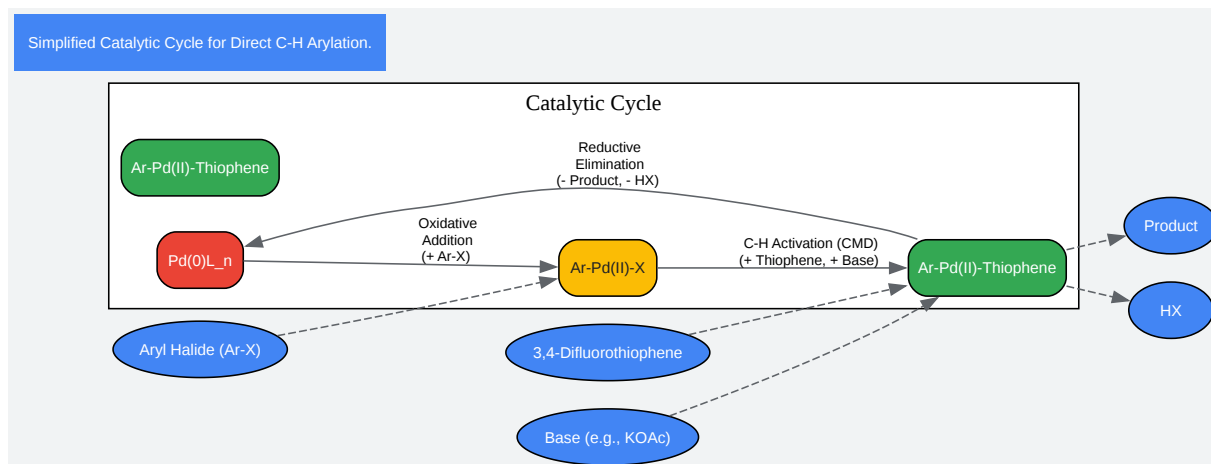 Simplified Catalytic Cycle for Direct C-H Arylation.
Catalytic Cycle
Ar-Pd(II)-Thiophene
Reductive
Elimination
(- Product, - HX)
Pd(0)L_n
Oxidative
Addition
(+ Ar-X)
Ar-Pd(II)-X
C-H Activation (CMD)
(+ Thiophene, + Base)
Ar-Pd(II)-Thiophene
Product
HX
Aryl Halide (Ar-X)
3,4-Difluorothiophene
Base (e.g., KOAc)